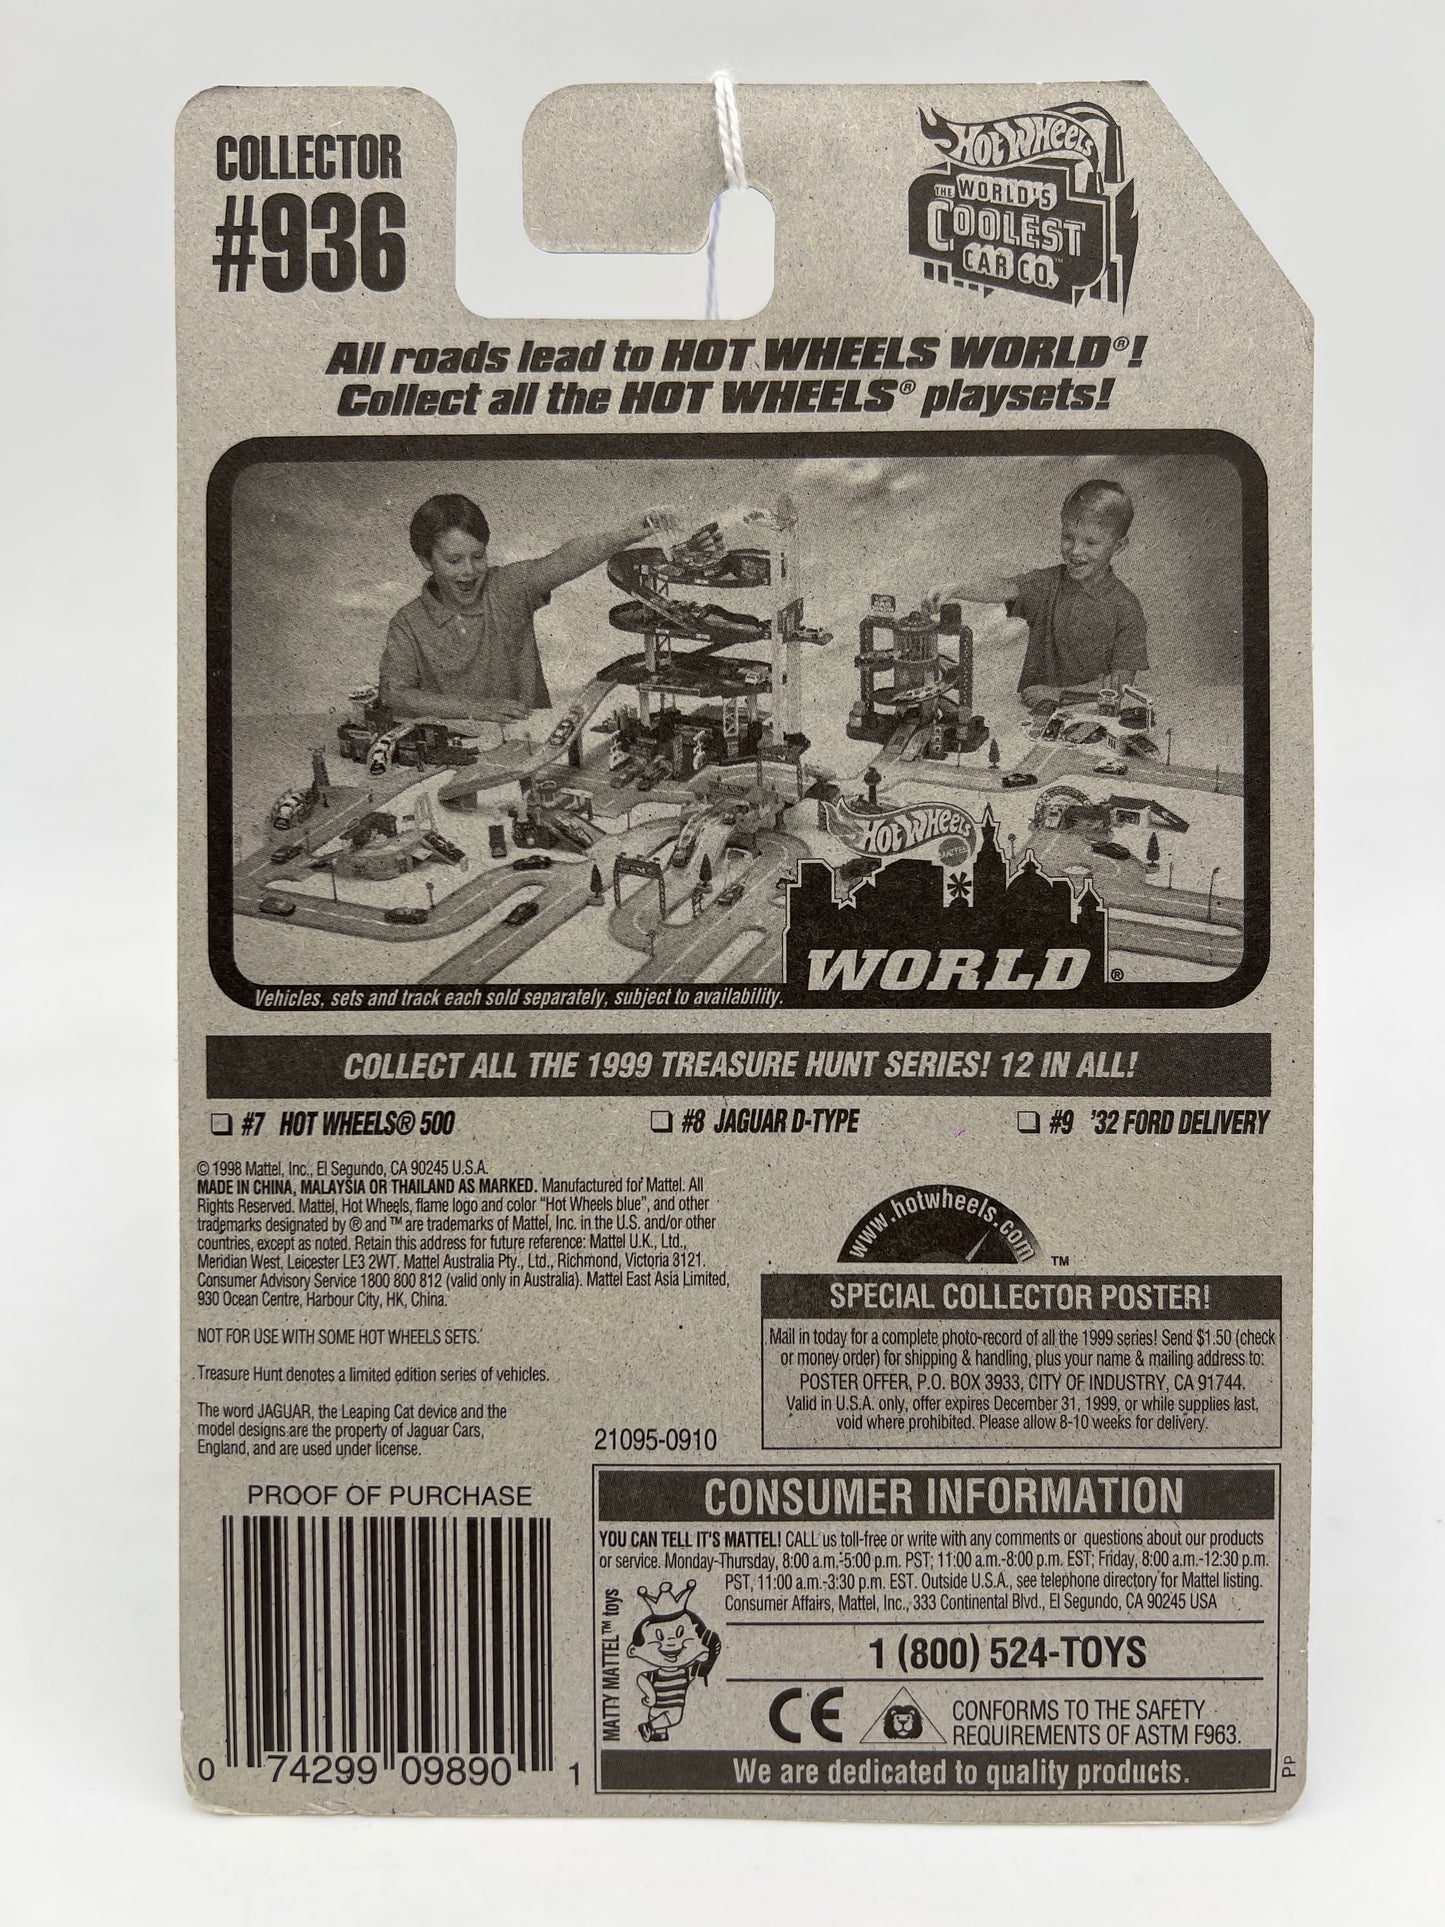 COLLECTOR
#936
HOT WHEELS
THE WORLD'S
COOLEST
CAR CO.™
All roads lead to HOT WHEELS WORLD®!
Collect all the HOT WHEELS® playsets!
HOT WHEELS
MATTEL
WORLD®
Vehicles, sets and track each sold separately, subject to availability.
COLLECT ALL THE 1999 TREASURE HUNT SERIES! 12 IN ALL!
❏ #7 HOT WHEELS® 500 ❏ #8 JAGUAR D-TYPE ❏ #9 '32 FORD DELIVERY
© 1998 Mattel, Inc., El Segundo, CA 90245 U.S.A.
MADE IN CHINA, MALAYSIA OR THAILAND AS MARKED. Manufactured for Mattel. All
Rights Reserved. Mattel, Hot Wheels, flame logo and color "Hot Wheels blue", and other
trademarks designated by ® and ™ are trademarks of Mattel, Inc. in the U.S. and/or other
countries, except as noted. Retain this address for future reference: Mattel U.K., Ltd.,
Meridian West, Leicester LE3 2WT. Mattel Australia Pty., Ltd., Richmond, Victoria 3121.
Consumer Advisory Service 1800 800 812 (valid only in Australia). Mattel East Asia Limited,
930 Ocean Centre, Harbour City, HK, China.
NOT FOR USE WITH SOME HOT WHEELS SETS.
Treasure Hunt denotes a limited edition series of vehicles.
The word JAGUAR, the Leaping Cat device and the
model designs are the property of Jaguar Cars,
England, and are used under license.
21095-0910
www.hotwheels.com ™
SPECIAL COLLECTOR POSTER!
Mail in today for a complete photo-record of all the 1999 series! Send $1.50 (check
or money order) for shipping & handling, plus your name & mailing address to:
POSTER OFFER, P.O. BOX 3933, CITY OF INDUSTRY, CA 91744.
Valid in U.S.A. only, offer expires December 31, 1999, or while supplies last,
void where prohibited. Please allow 8-10 weeks for delivery.
PROOF OF PURCHASE
0 74299 09890 1
CONSUMER INFORMATION
YOU CAN TELL IT'S MATTEL! CALL us toll-free or write with any comments or questions about our products
or service. Monday-Thursday, 8:00 a.m.-5:00 p.m. PST; 11:00 a.m.-8:00 p.m. EST; Friday, 8:00 a.m.-12:30 p.m.
PST, 11:00 a.m.-3:30 p.m. EST. Outside U.S.A., see telephone directory for Mattel listing.
Consumer Affairs, Mattel, Inc., 333 Continental Blvd., El Segundo, CA 90245 USA
MATTY MATTEL™ toys
1 (800) 524-TOYS
CE
CONFORMS TO THE SAFETY
REQUIREMENTS OF ASTM F963.
We are dedicated to quality products.
PP